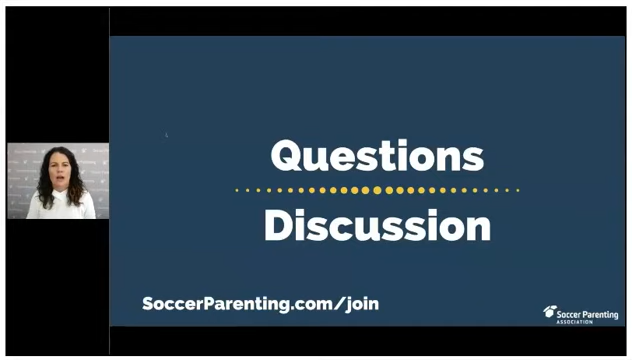 Questions
Discussion
SoccerParenting.com/join
Soccer Parenting
ASSOCIATION